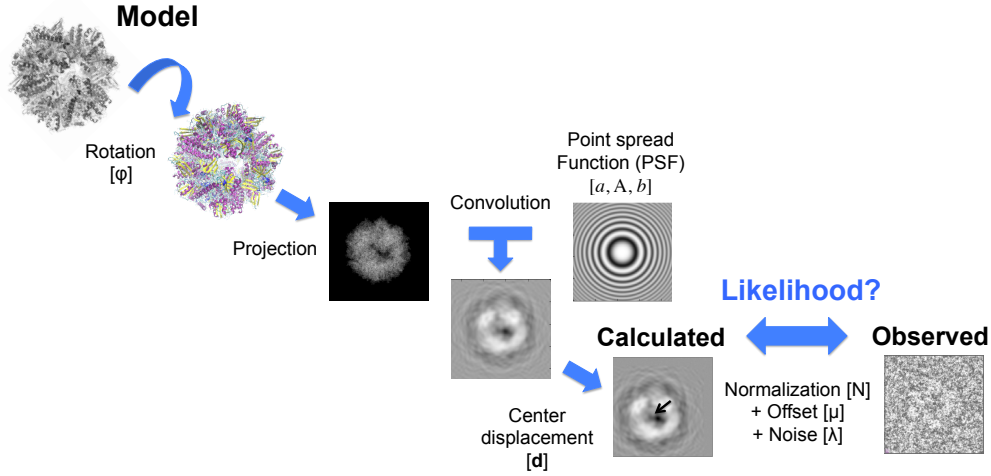 Model
Rotation
[φ]
Projection
Convolution
Point spread
Function (PSF)
[a, A, b]
Likelihood?
Calculated
Observed
Center
displacement
[d]
Normalization [N]
+ Offset [μ]
+ Noise [λ]